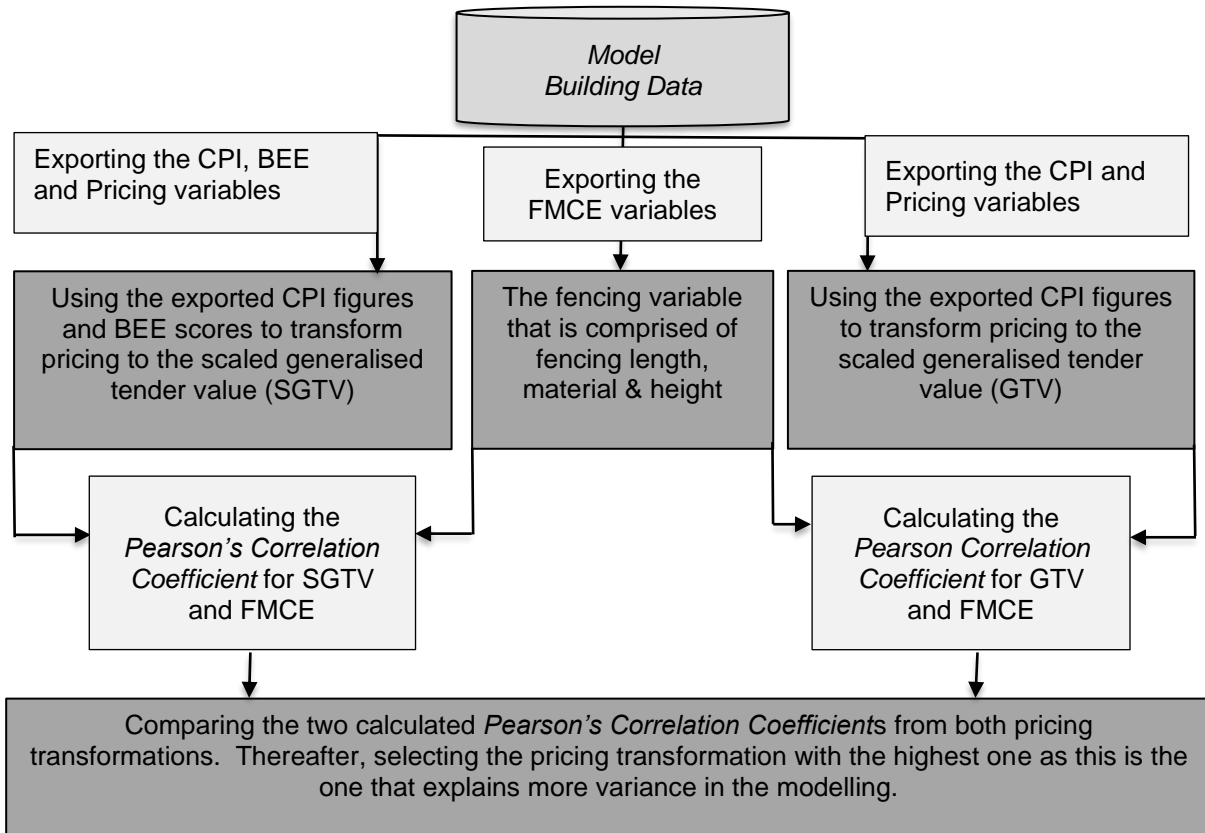 Model
Building Data
Exporting the CPI, BEE
and Pricing variables
Exporting the
FMCE variables
Exporting the CPI and
Pricing variables
Using the exported CPI figures
and BEE scores to transform
pricing to the scaled generalised
tender value (SGTV)
The fencing variable
that is comprised of
fencing length,
material & height
Using the exported CPI figures
to transform pricing to the
scaled generalised tender
value (GTV)
Calculating the
Pearson's Correlation
Coefficient for SGTV
and FMCE
Calculating the
Pearson Correlation
Coefficient for GTV
and FMCE
Comparing the two calculated Pearson's Correlation Coefficients from both pricing
transformations. Thereafter, selecting the pricing transformation with the highest one as this is the
one that explains more variance in the modelling.